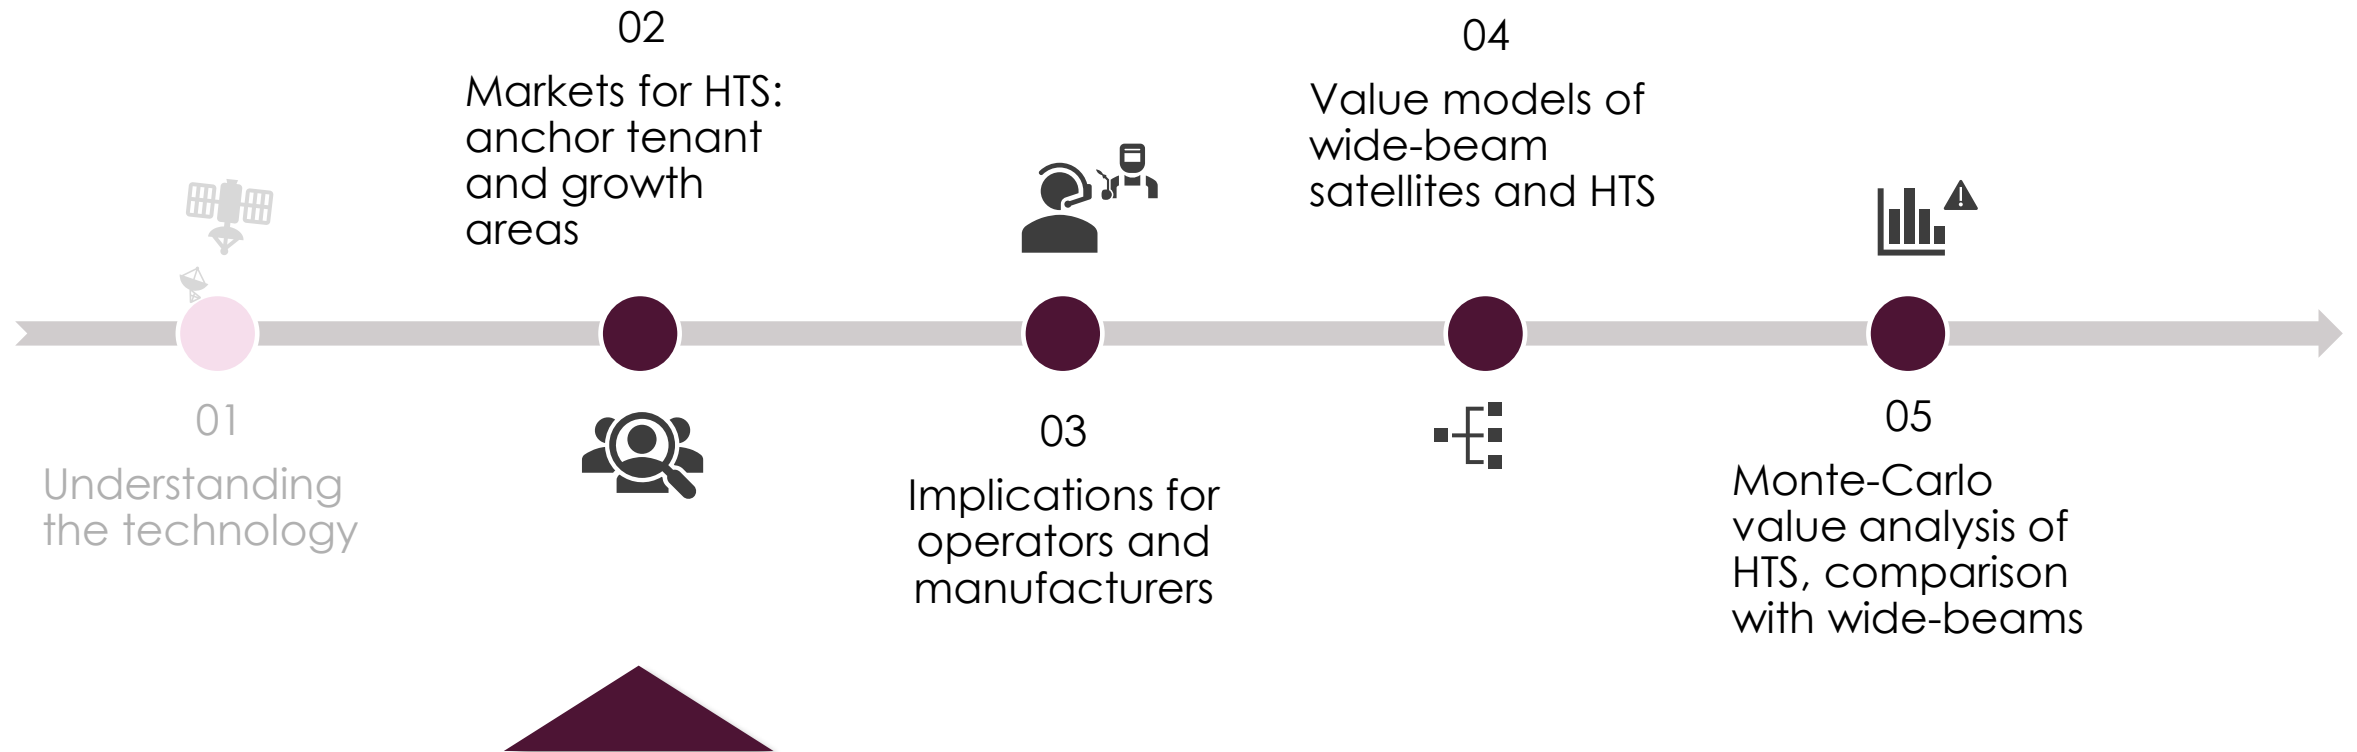 01
Understanding
the technology
02
Markets for HTS:
anchor tenant
and growth
areas
03
Implications for
operators and
manufacturers
04
Value models of
wide-beam
satellites and HTS
05
Monte-Carlo
value analysis of
HTS, comparison
with wide-beams